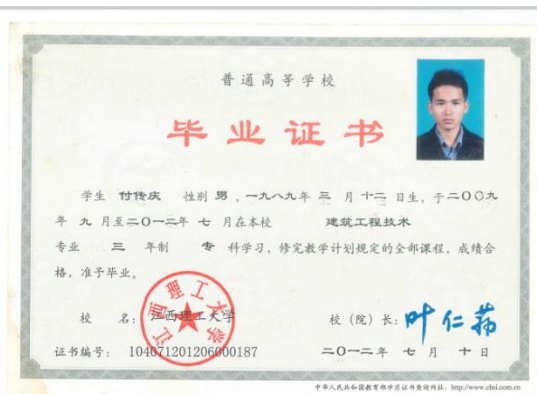 普通高等学校
毕业证书
学生 付传庆 性别 男 ，一九八九年 三 月 十二 日生，于二〇〇九
年 九 月至二〇一二年 七 月在本校 建筑工程技术
专业 三 年制 专 科学习，修完教学计划规定的全部课程，成绩合
格，准予毕业。
江西理工大学
校 名：江西理工大学
校（院）长：叶仁荪
证书编号：104071201206000187
二〇一二年 七 月 十 日
中华人民共和国教育部学历证书查询网址：http://www.chsi.com.cn